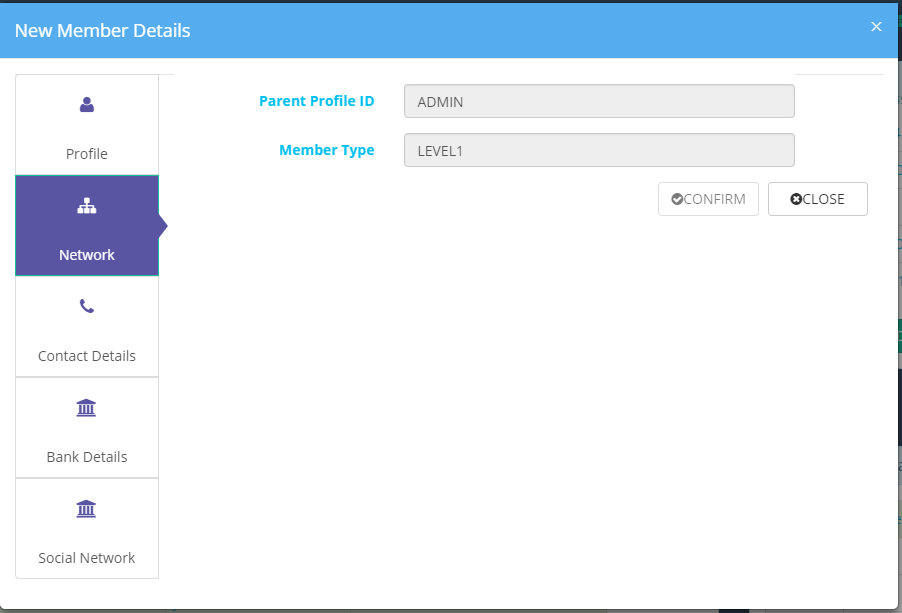 New Member Details
×
Profile
Network
Contact Details
Bank Details
Social Network
Parent Profile ID ADMIN
Member Type LEVEL1
CONFIRM CLOSE